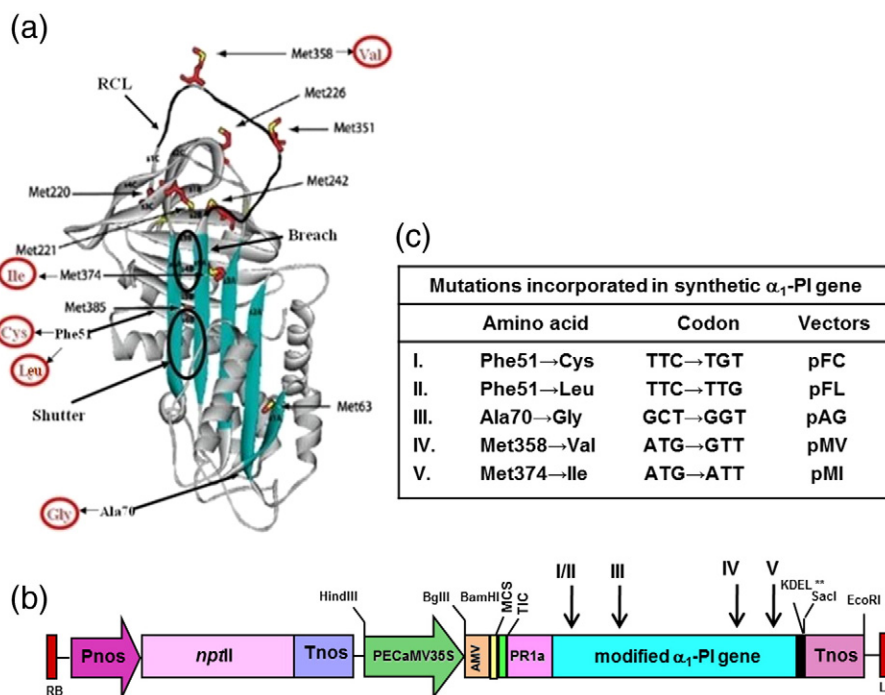 (a)
Met358
Val
RCL
Met226
Met351
Met220
Met242
Met221
Breach
Ile
Met374
Met385
Cys
Phe51
Leu
Shutter
Met63
Gly
Ala70
(c)
Mutations incorporated in synthetic α₁-PI gene
Amino acid Codon Vectors
I. Phe51→Cys TTC→TGT pFC
II. Phe51→Leu TTC→TTG pFL
III. Ala70→Gly GCT→GGT pAG
IV. Met358→Val ATG→GTT pMV
V. Met374→Ile ATG→ATT pMI
(b)
I/II III IV V
HindIII BglII BamHI MCS TIC KDEL ** SacI EcoRI
Pnos nptII Tnos PECaMV35S AMV PR1a modified α₁-PI gene Tnos
RB